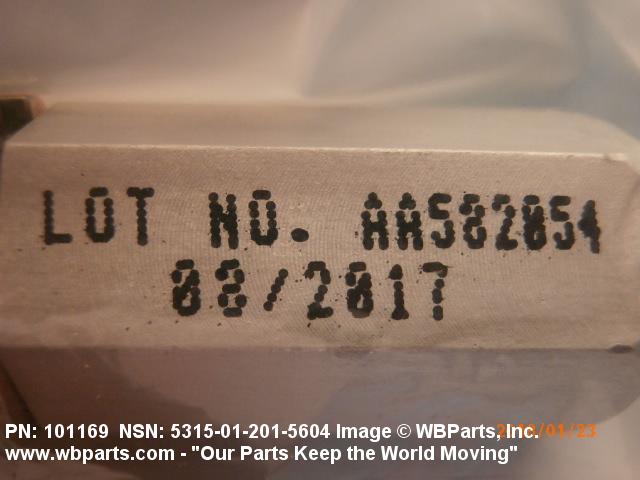 LOT NO. AA582854
08/2017
PN: 101169 NSN: 5315-01-201-5604 Image © WBParts, Inc.
www.wbparts.com - "Our Parts Keep the World Moving"